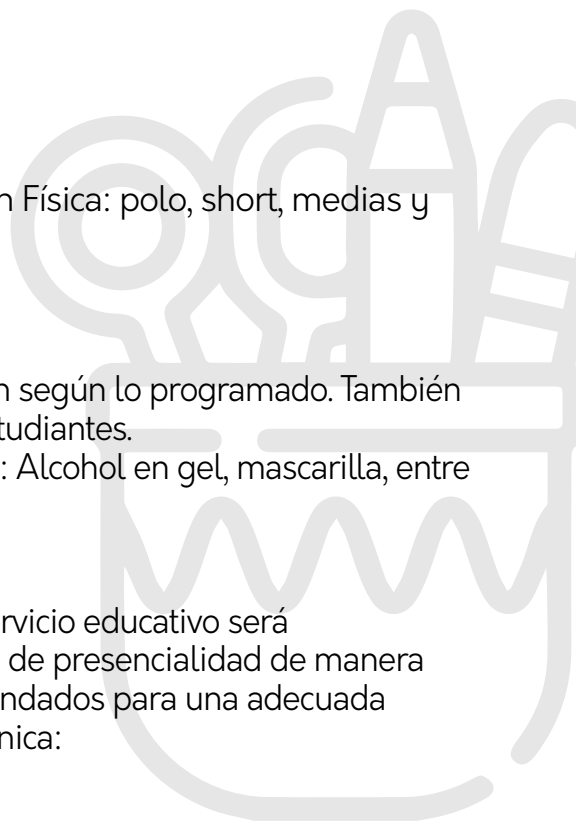 n Física: polo, short, medias y
n según lo programado. También
tudiantes.
: Alcohol en gel, mascarilla, entre
rvicio educativo será
de presencialidad de manera
ndados para una adecuada
nica: